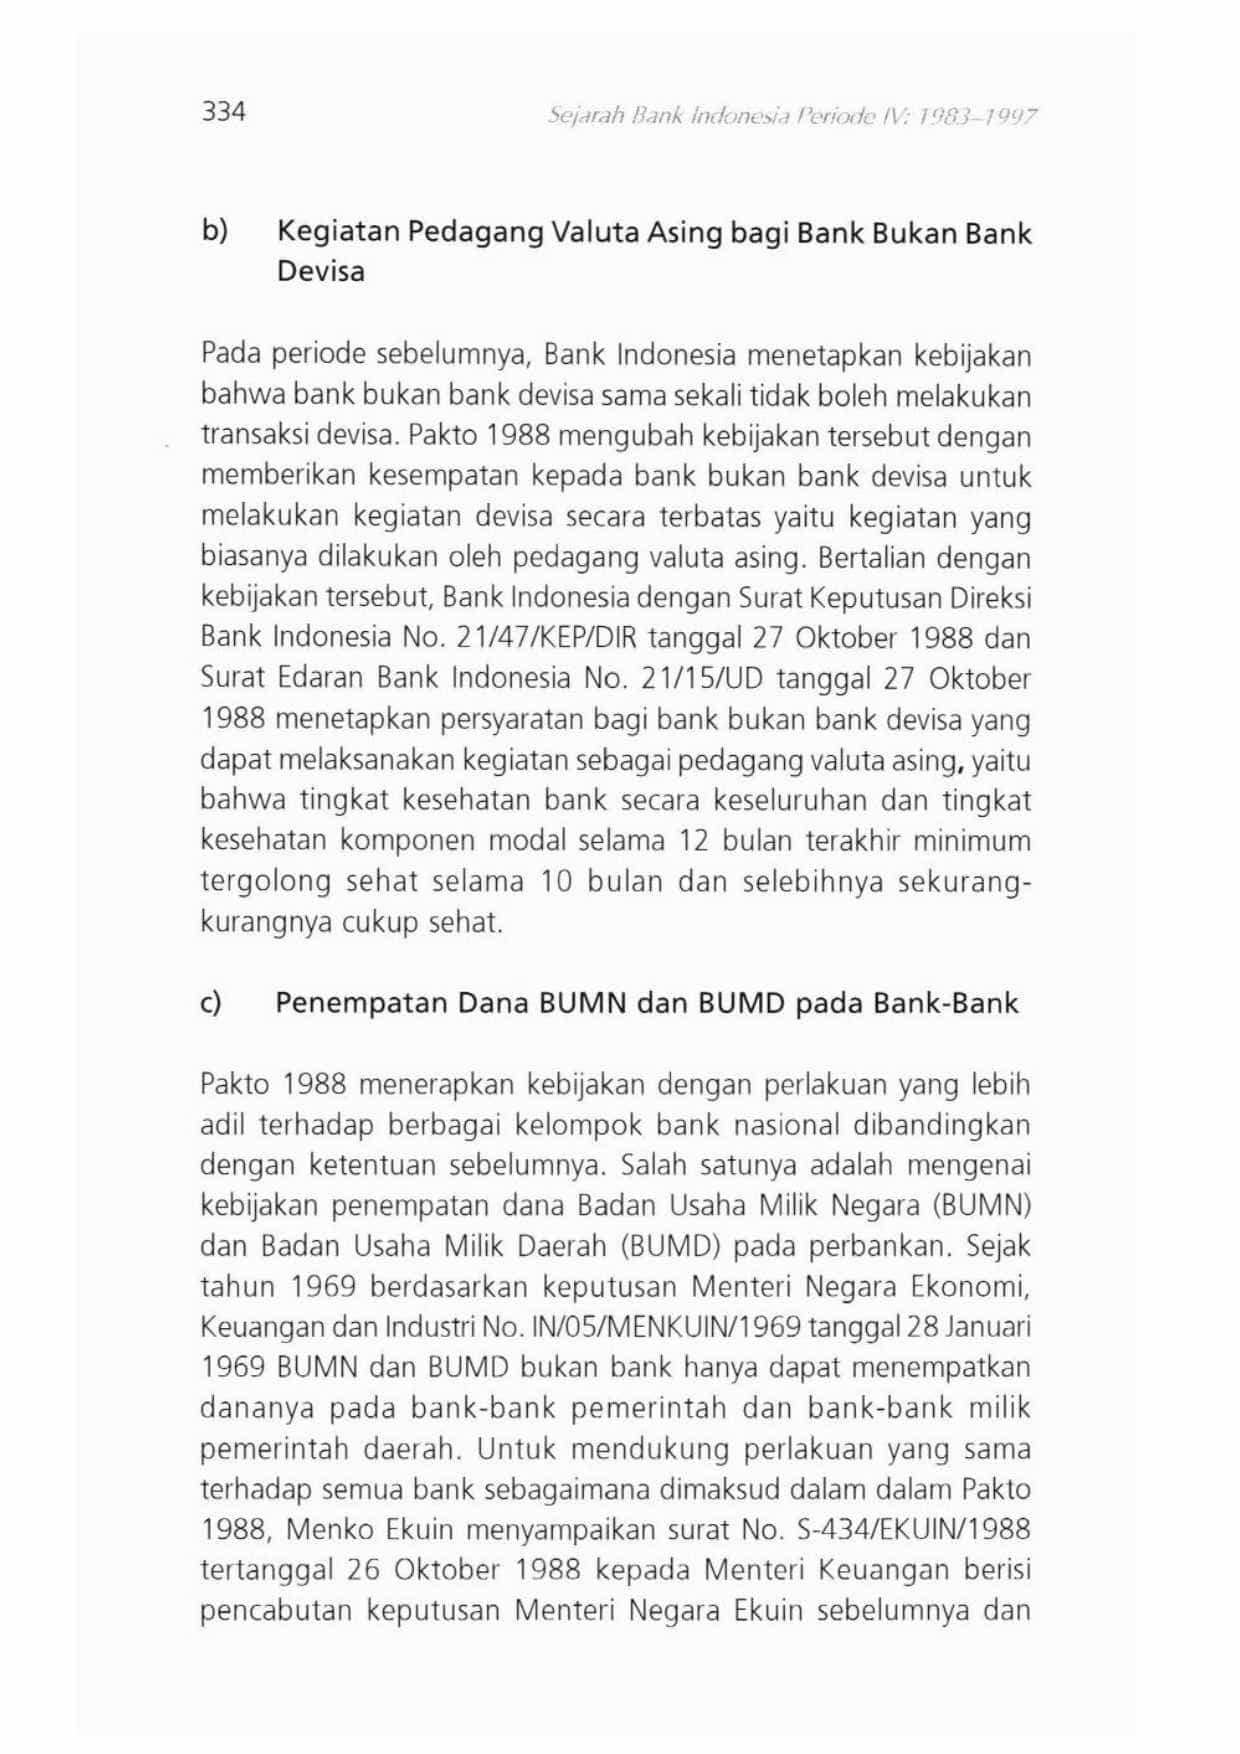 334
Sejarah Bank Indonesia Periode IV: 1983–1997
b) Kegiatan Pedagang Valuta Asing bagi Bank Bukan Bank
Devisa
Pada periode sebelumnya, Bank Indonesia menetapkan kebijakan
bahwa bank bukan bank devisa sama sekali tidak boleh melakukan
transaksi devisa. Pakto 1988 mengubah kebijakan tersebut dengan
memberikan kesempatan kepada bank bukan bank devisa untuk
melakukan kegiatan devisa secara terbatas yaitu kegiatan yang
biasanya dilakukan oleh pedagang valuta asing. Bertalian dengan
kebijakan tersebut, Bank Indonesia dengan Surat Keputusan Direksi
Bank Indonesia No. 21/47/KEP/DIR tanggal 27 Oktober 1988 dan
Surat Edaran Bank Indonesia No. 21/15/UD tanggal 27 Oktober
1988 menetapkan persyaratan bagi bank bukan bank devisa yang
dapat melaksanakan kegiatan sebagai pedagang valuta asing, yaitu
bahwa tingkat kesehatan bank secara keseluruhan dan tingkat
kesehatan komponen modal selama 12 bulan terakhir minimum
tergolong sehat selama 10 bulan dan selebihnya sekurang-
kurangnya cukup sehat.
c) Penempatan Dana BUMN dan BUMD pada Bank-Bank
Pakto 1988 menerapkan kebijakan dengan perlakuan yang lebih
adil terhadap berbagai kelompok bank nasional dibandingkan
dengan ketentuan sebelumnya. Salah satunya adalah mengenai
kebijakan penempatan dana Badan Usaha Milik Negara (BUMN)
dan Badan Usaha Milik Daerah (BUMD) pada perbankan. Sejak
tahun 1969 berdasarkan keputusan Menteri Negara Ekonomi,
Keuangan dan Industri No. IN/05/MENKUIN/1969 tanggal 28 Januari
1969 BUMN dan BUMD bukan bank hanya dapat menempatkan
dananya pada bank-bank pemerintah dan bank-bank milik
pemerintah daerah. Untuk mendukung perlakuan yang sama
terhadap semua bank sebagaimana dimaksud dalam dalam Pakto
1988, Menko Ekuin menyampaikan surat No. S-434/EKUIN/1988
tertanggal 26 Oktober 1988 kepada Menteri Keuangan berisi
pencabutan keputusan Menteri Negara Ekuin sebelumnya dan